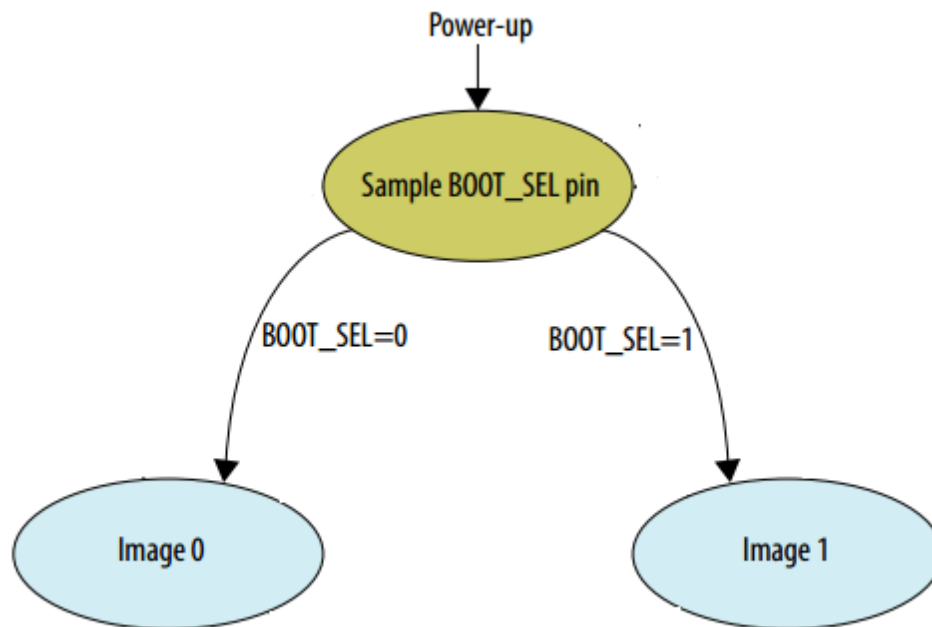 Power-up
Sample BOOT_SEL pin
BOOT_SEL=0
BOOT_SEL=1
Image 0
Image 1